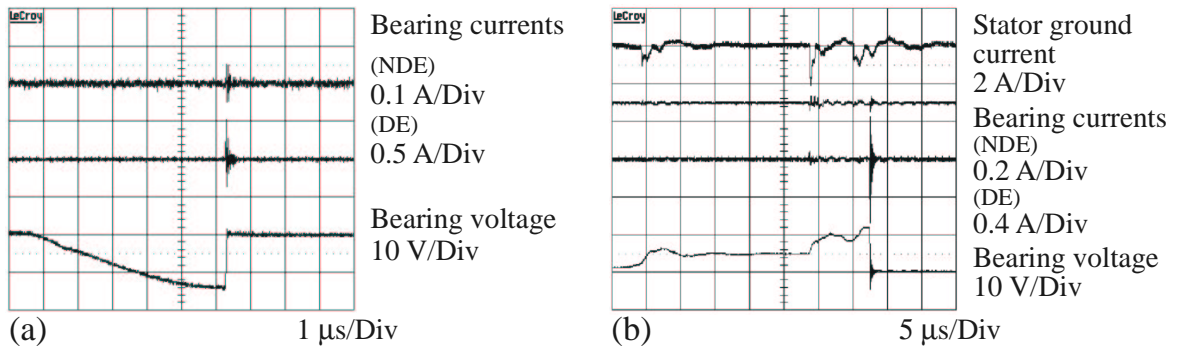 LeCroy
Bearing currents
(NDE)
0.1 A/Div
(DE)
0.5 A/Div
Bearing voltage
10 V/Div
(a)
1 µs/Div
LeCroy
Stator ground
current
2 A/Div
Bearing currents
(NDE)
0.2 A/Div
(DE)
0.4 A/Div
Bearing voltage
10 V/Div
(b)
5 µs/Div